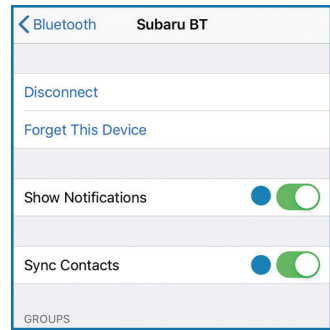 Bluetooth Subaru BT
Disconnect
Forget This Device
Show Notifications
Sync Contacts
GROUPS